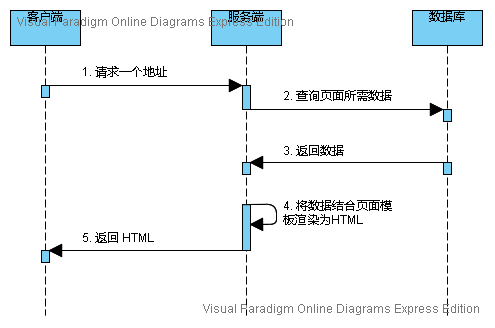 客户端
服务端
数据库
Visual Paradigm Online Diagrams Express Edition
1. 请求一个地址
2. 查询页面所需数据
3. 返回数据
4. 将数据结合页面模
板渲染为HTML
5. 返回 HTML
Visual Paradigm Online Diagrams Express Edition